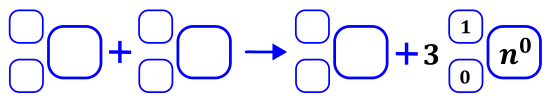 + → + 3 1 0 n⁰